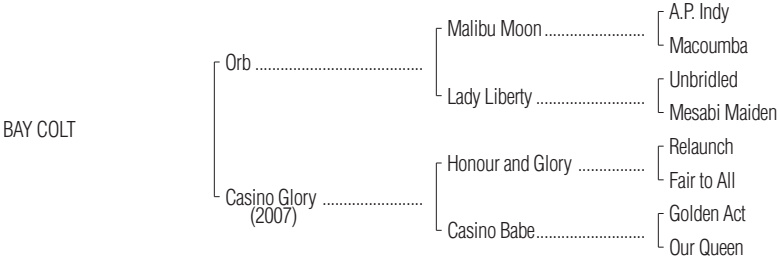 A.P. Indy
Malibu Moon ........................
Macoumba
Orb ........................................
Unbridled
Lady Liberty ..........................
Mesabi Maiden
BAY COLT
Relaunch
Honour and Glory ................
Fair to All
Casino Glory ........................
(2007)
Golden Act
Casino Babe..........................
Our Queen